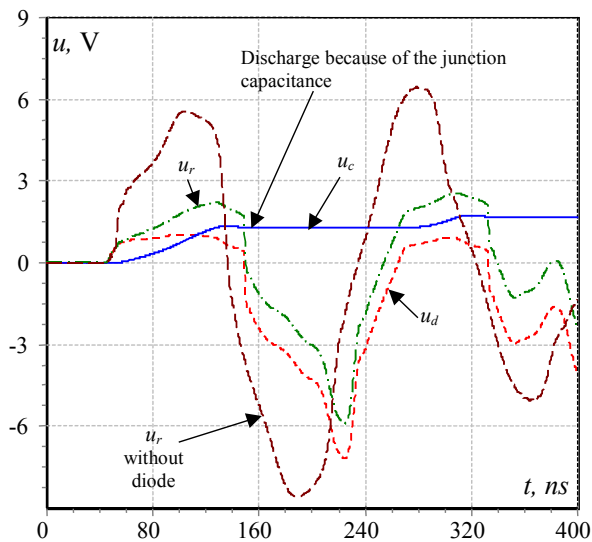 9
u, V
Discharge because of the junction
capacitance
6
u_r
u_c
3
0
u_d
-3
-6
u_r
without
diode
t, ns
0 80 160 240 320 400